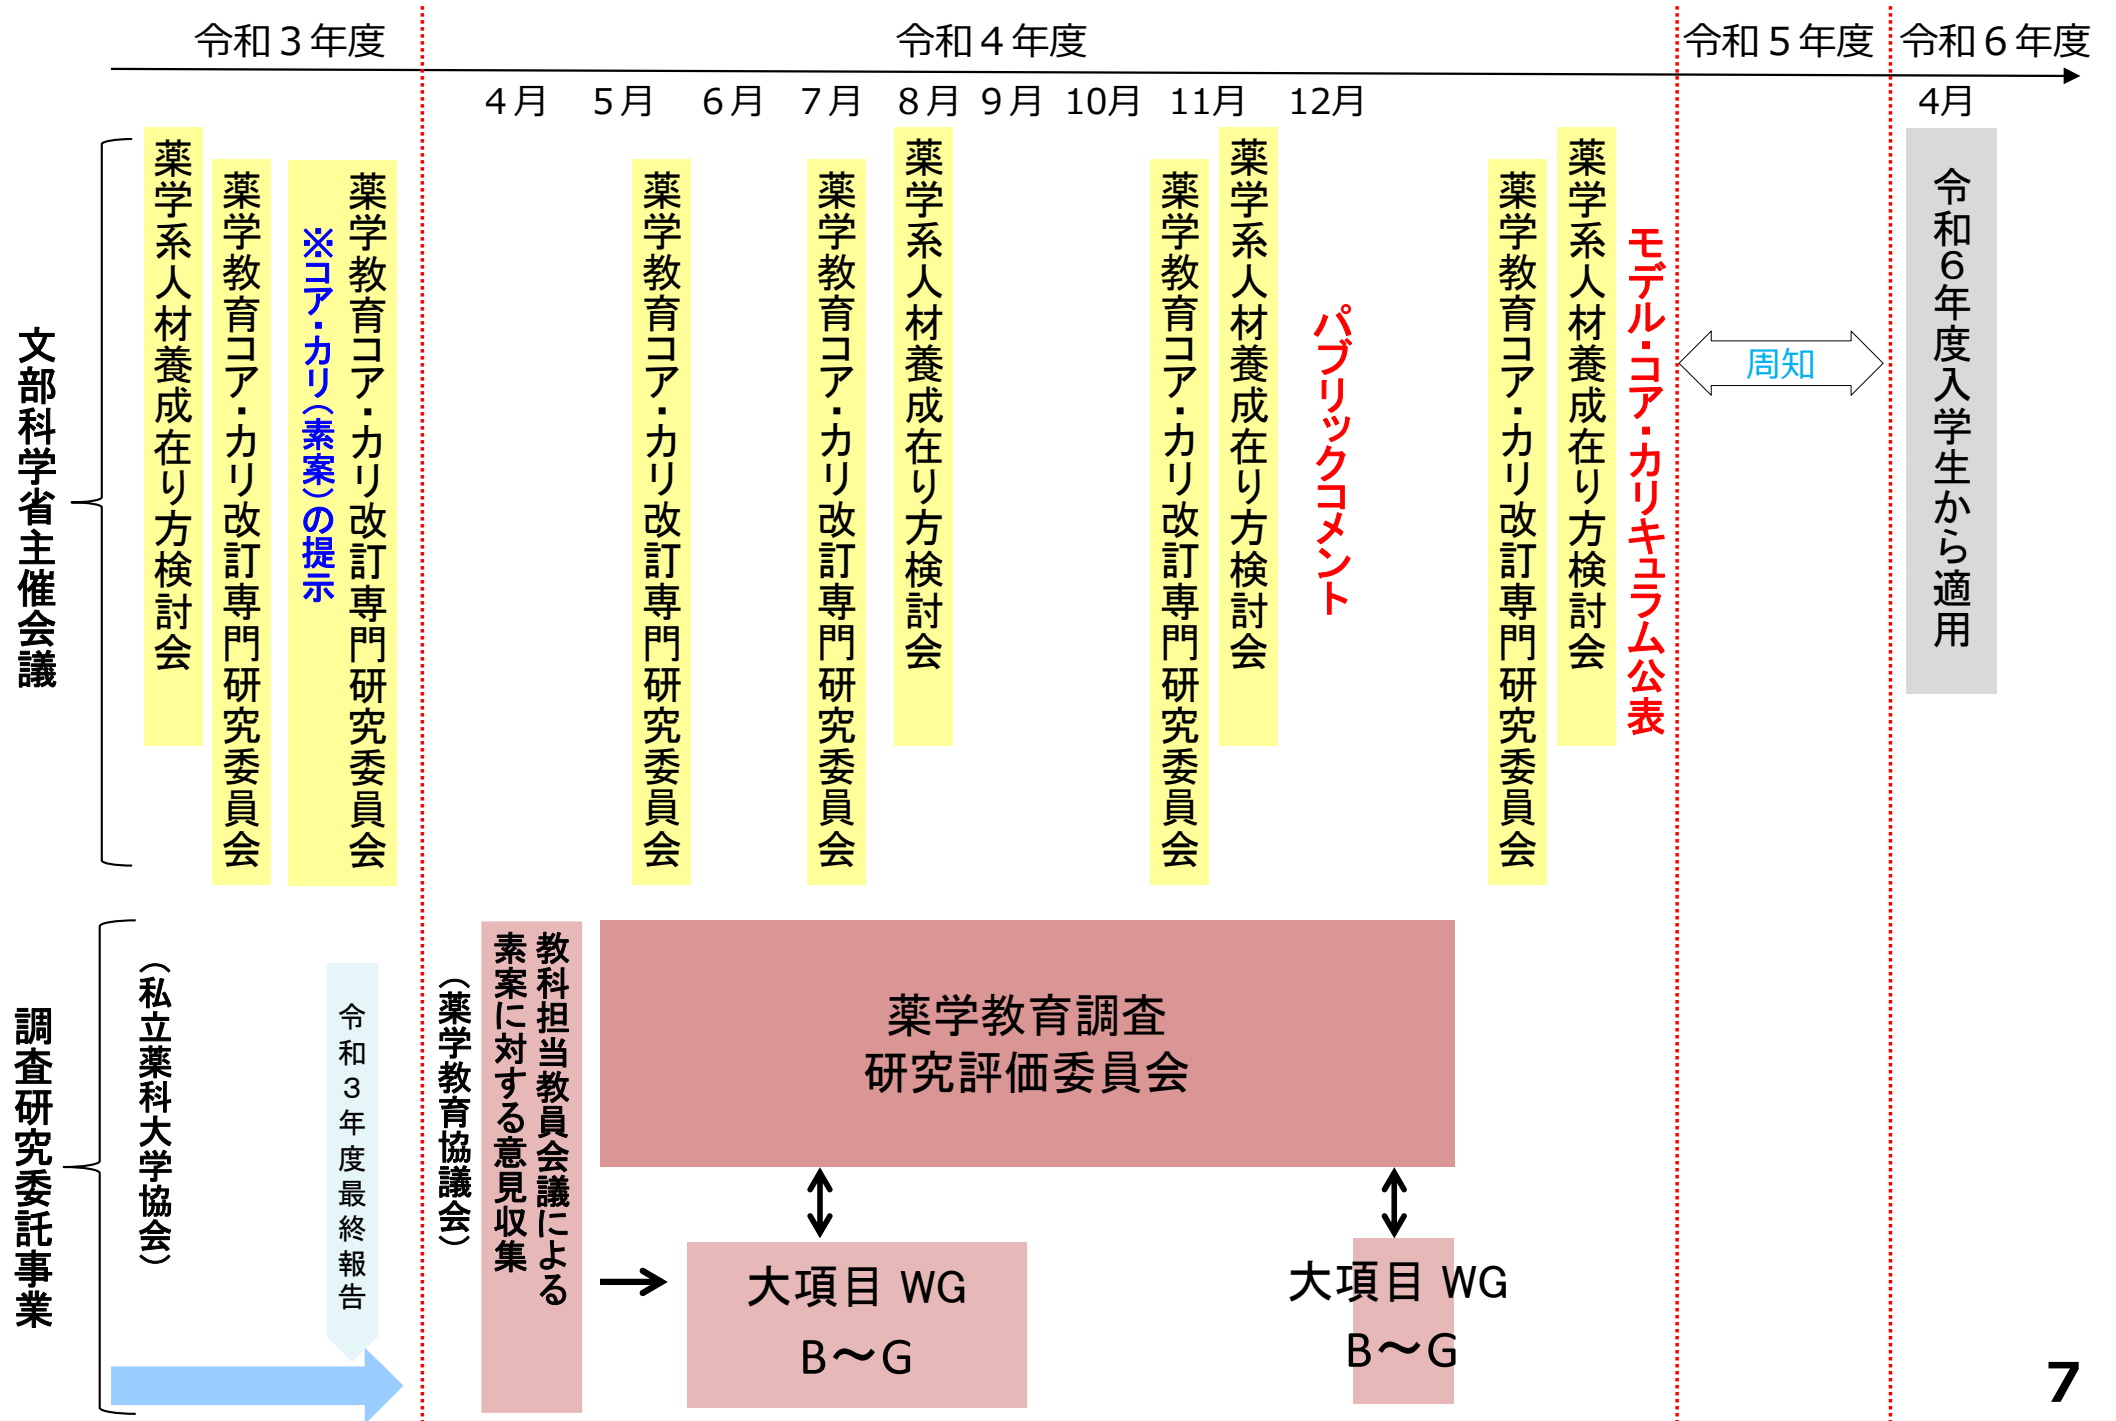 令和３年度
令和４年度
令和５年度
令和６年度
４月
５月
６月
７月
８月
９月
10月
11月
12月
4月
文部科学省主催会議
薬学系人材養成在り方検討会
薬学教育コア・カリ改訂専門研究委員会
薬学教育コア・カリ改訂専門研究委員会
※コア・カリ（素案）の提示
薬学教育コア・カリ改訂専門研究委員会
薬学教育コア・カリ改訂専門研究委員会
薬学系人材養成在り方検討会
薬学教育コア・カリ改訂専門研究委員会
薬学系人材養成在り方検討会
パブリックコメント
薬学教育コア・カリ改訂専門研究委員会
薬学系人材養成在り方検討会
モデル・コア・カリキュラム公表
周知
令和６年度入学生から適用
調査研究委託事業
（私立薬科大学協会）
令和３年度最終報告
（薬学教育協議会）
教科担当教員会議による
素案に対する意見収集
薬学教育調査
研究評価委員会
大項目 WG
B～G
大項目 WG
B～G
7